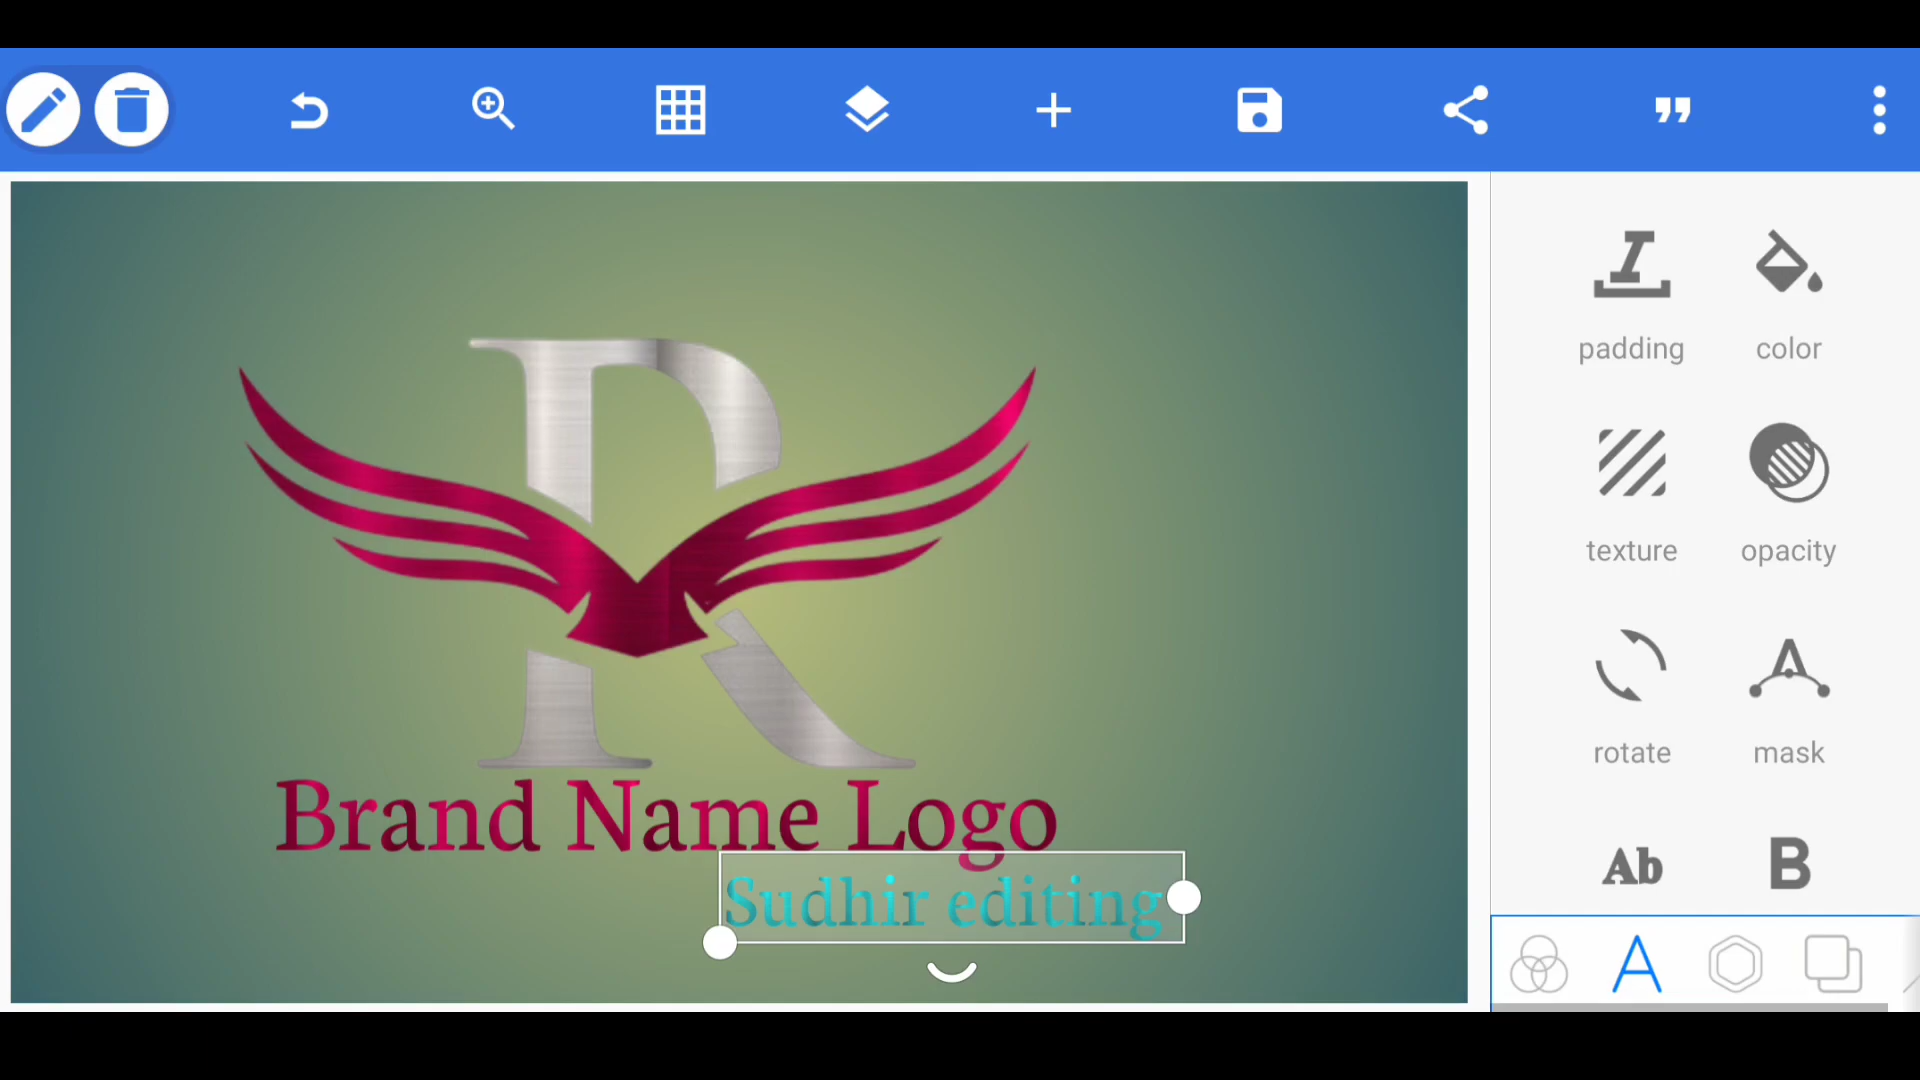 padding color
texture opacity
rotate mask
Ab B
R
Brand Name Logo
Sudhir editing
A